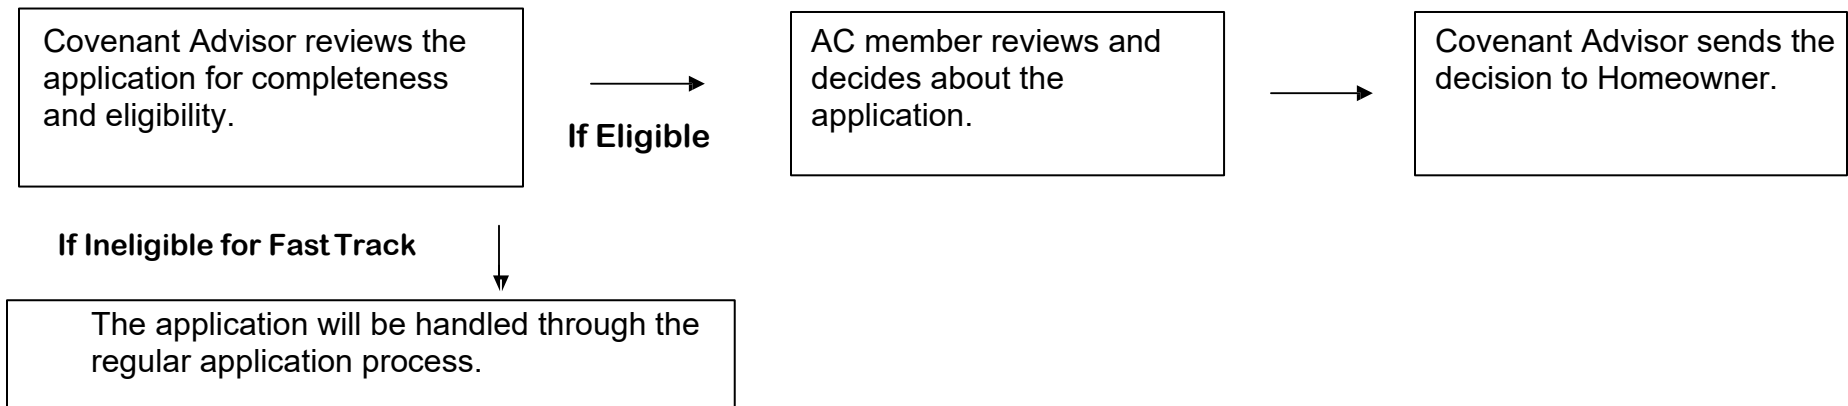 Covenant Advisor reviews the
application for completeness
and eligibility.
If Eligible
AC member reviews and
decides about the
application.
Covenant Advisor sends the
decision to Homeowner.
If Ineligible for Fast Track
The application will be handled through the
regular application process.